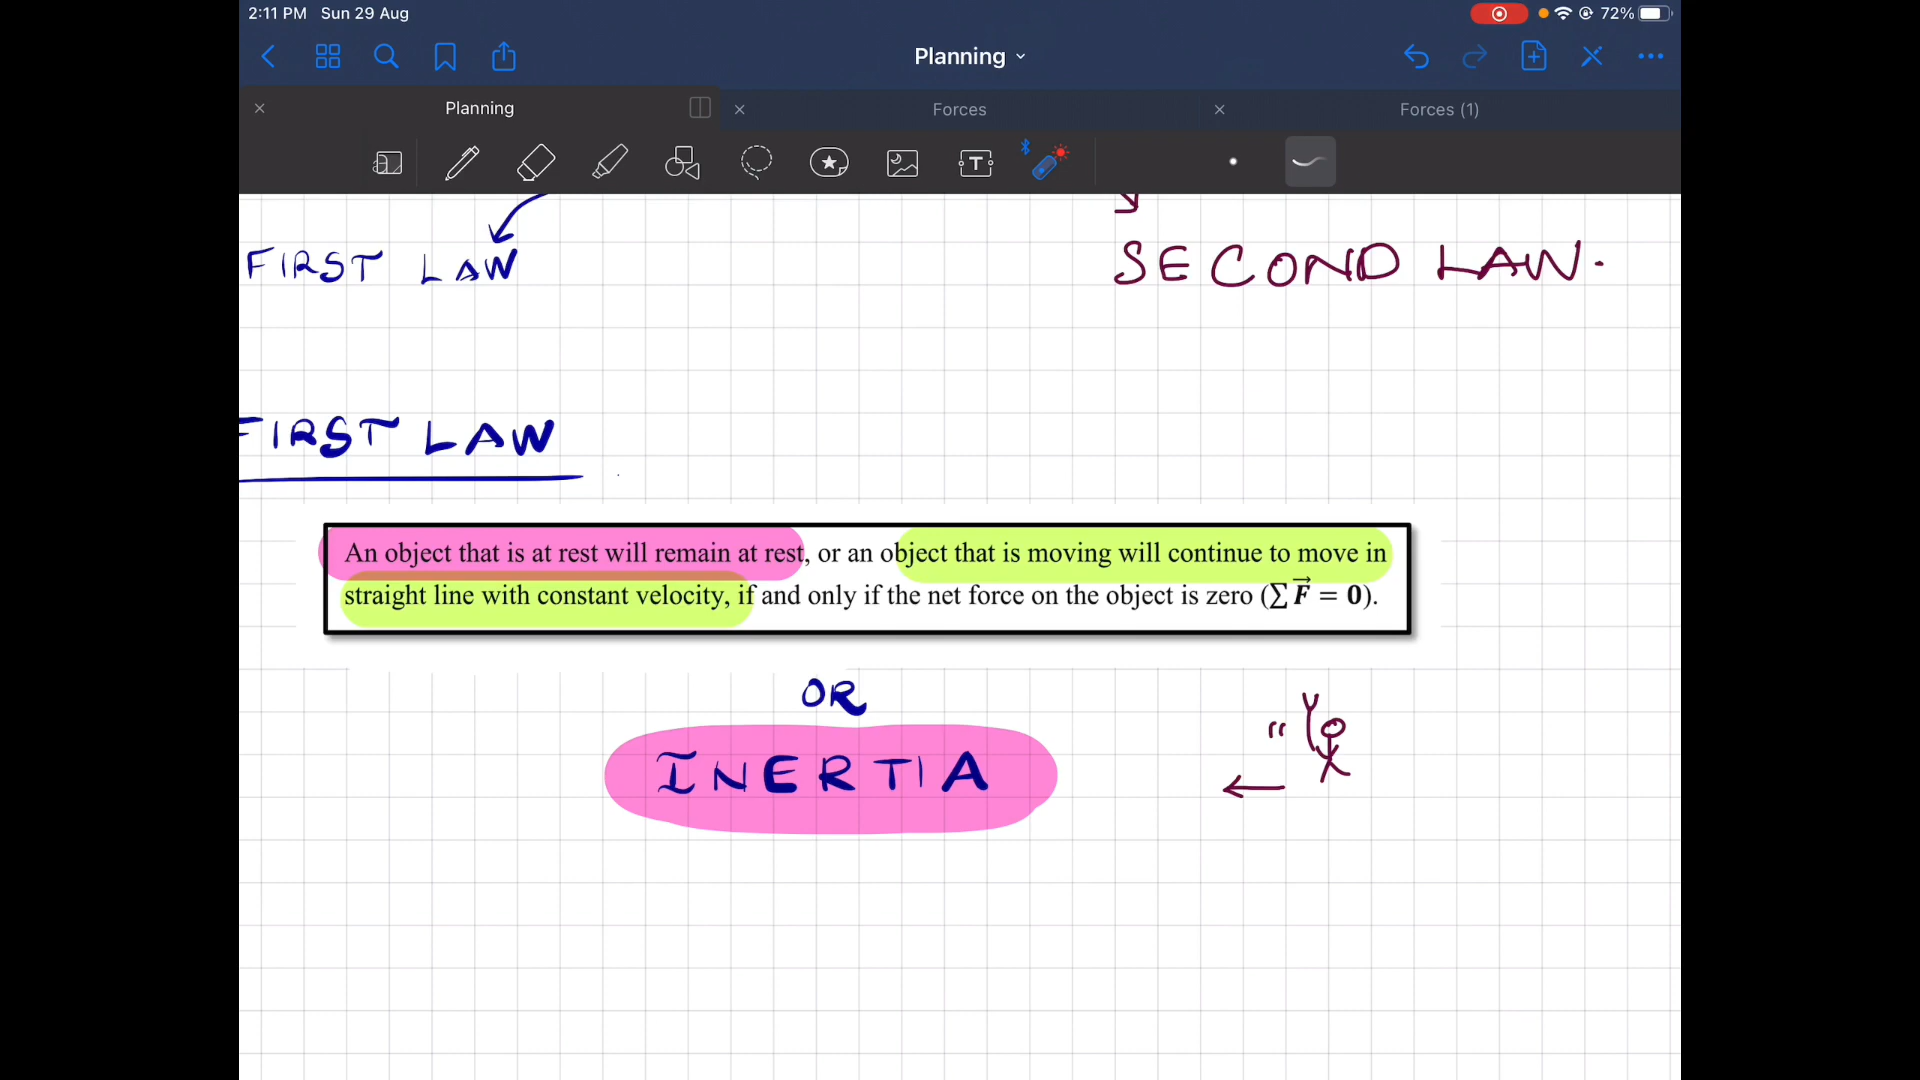 2:11 PM Sun 29 Aug
72%
Planning
Planning
Forces
Forces (1)
T
FIRST LAW
SECOND LAW.
FIRST LAW
An object that is at rest will remain at rest, or an object that is moving will continue to move in
straight line with constant velocity, if and only if the net force on the object is zero (∑F⃗ = 0).
OR
INERTIA